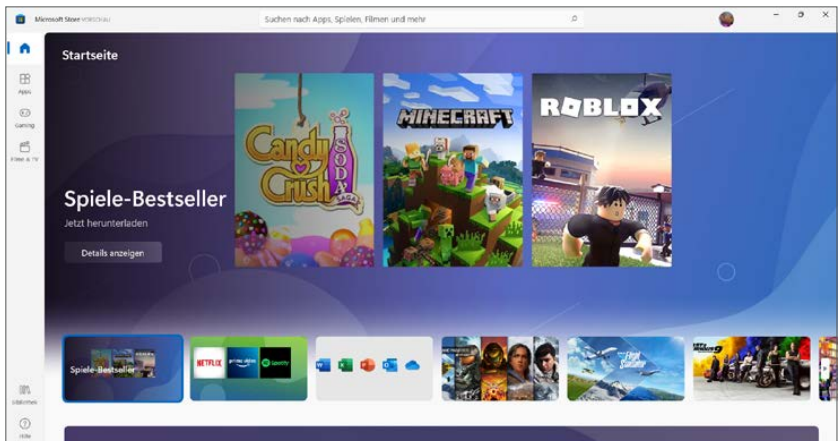 Microsoft Store VORSCHAU
Suchen nach Apps, Spielen, Filmen und mehr
Startseite
Apps
Gaming
Filme & TV
Candy
Crush
SODA
SAGA
MINECRAFT
ROBLOX
Spiele-Bestseller
Jetzt herunterladen
Details anzeigen
Spiele-Bestseller
NETFLIX
prime video
Spotify
Flight
Simulator
Bibliothek
Hilfe